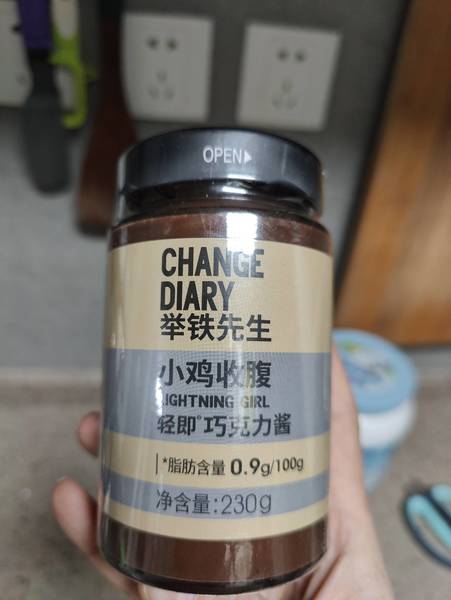 OPEN▶
CHANGE
DIARY
举铁先生
小鸡收腹
LIGHTNING GIRL
轻即°巧克力酱
*脂肪含量 0.9g/100g
净含量:230g